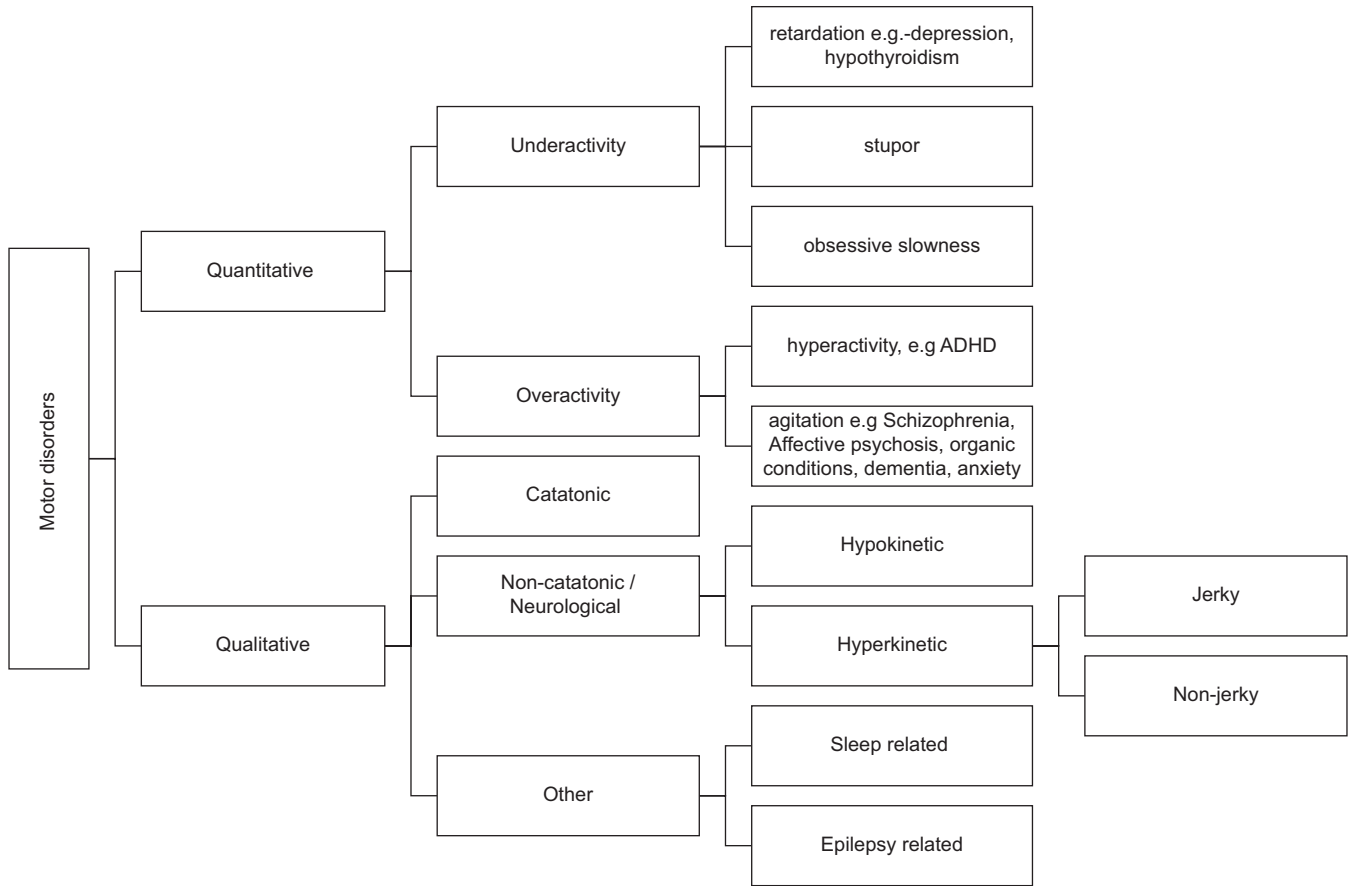 Motor disorders
Quantitative
Underactivity
retardation e.g.-depression,
hypothyroidism
stupor
obsessive slowness
Overactivity
hyperactivity, e.g ADHD
agitation e.g Schizophrenia,
Affective psychosis, organic
conditions, dementia, anxiety
Qualitative
Catatonic
Non-catatonic /
Neurological
Hypokinetic
Hyperkinetic
Jerky
Non-jerky
Other
Sleep related
Epilepsy related